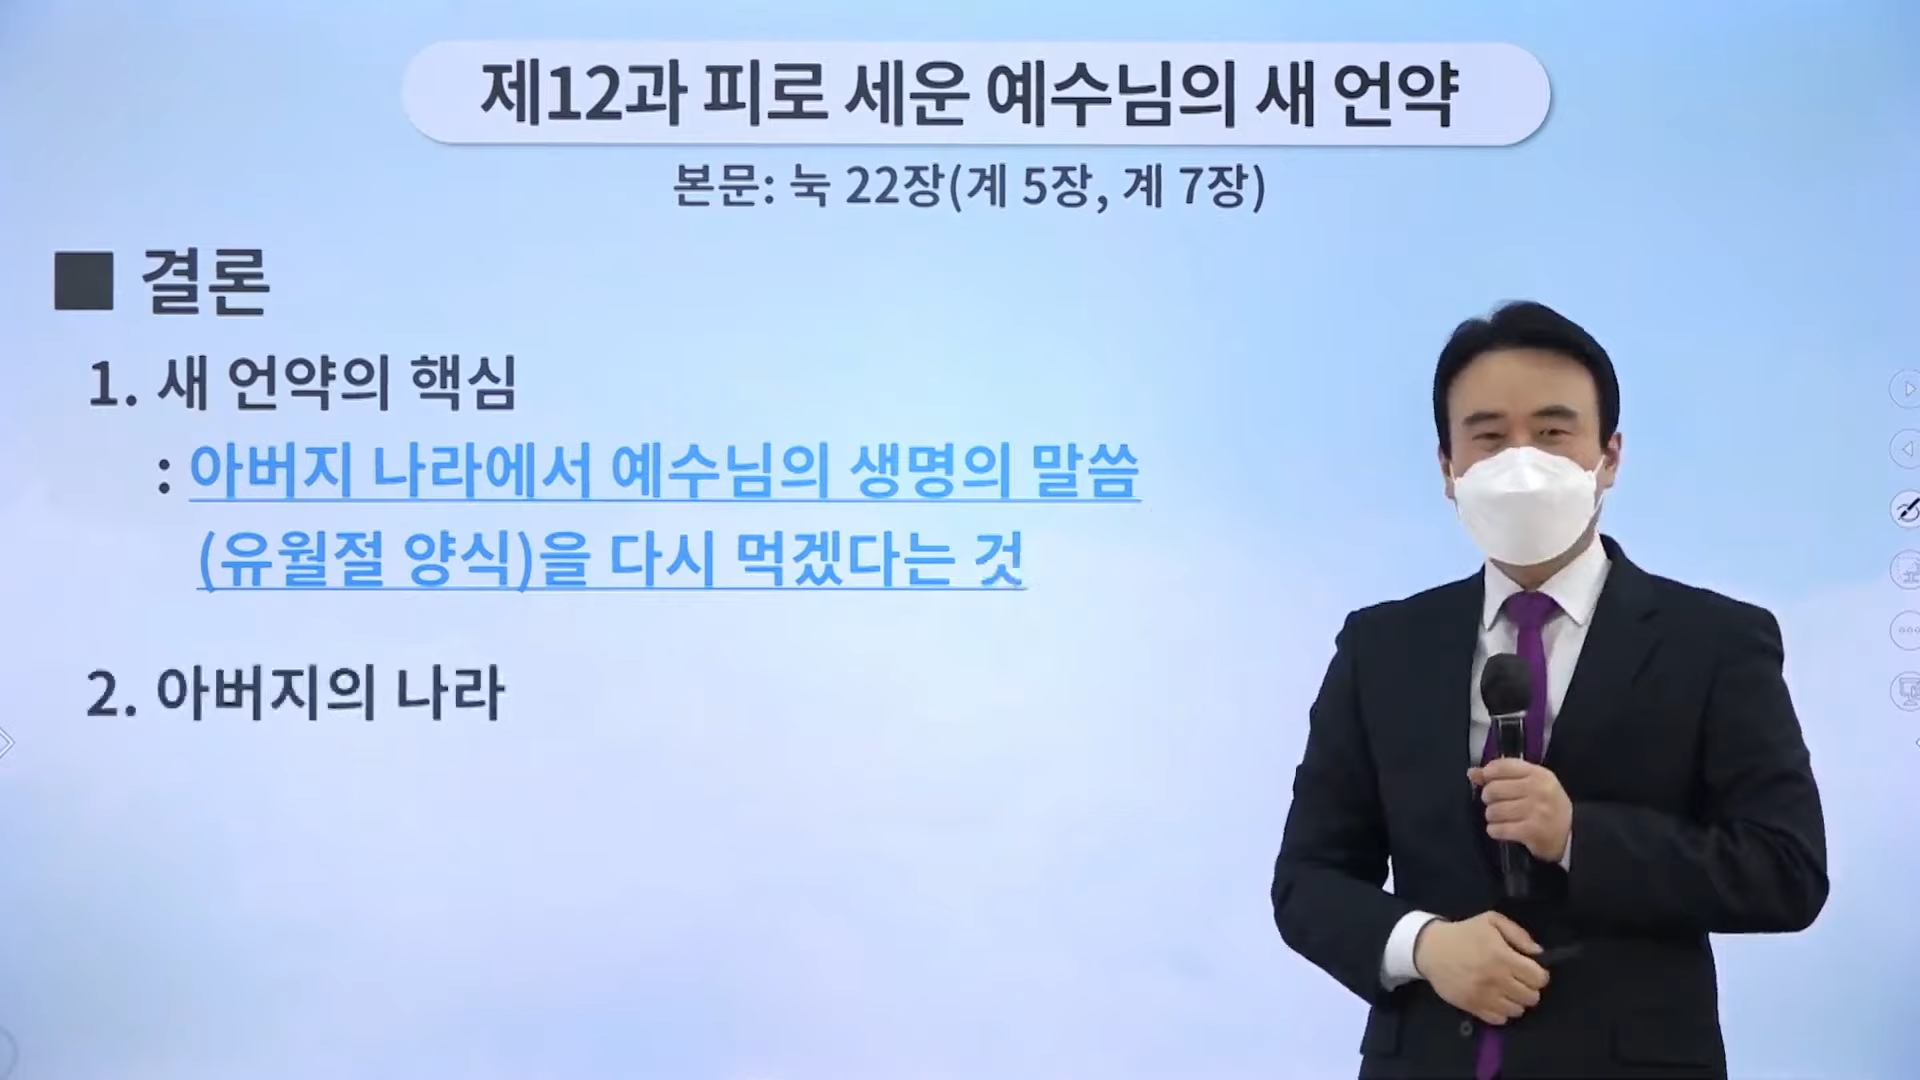 제12과 피로 세운 예수님의 새 언약
본문: 눅 22장(계 5장, 계 7장)
■ 결론
1. 새 언약의 핵심
: 아버지 나라에서 예수님의 생명의 말씀
(유월절 양식)을 다시 먹겠다는 것
2. 아버지의 나라